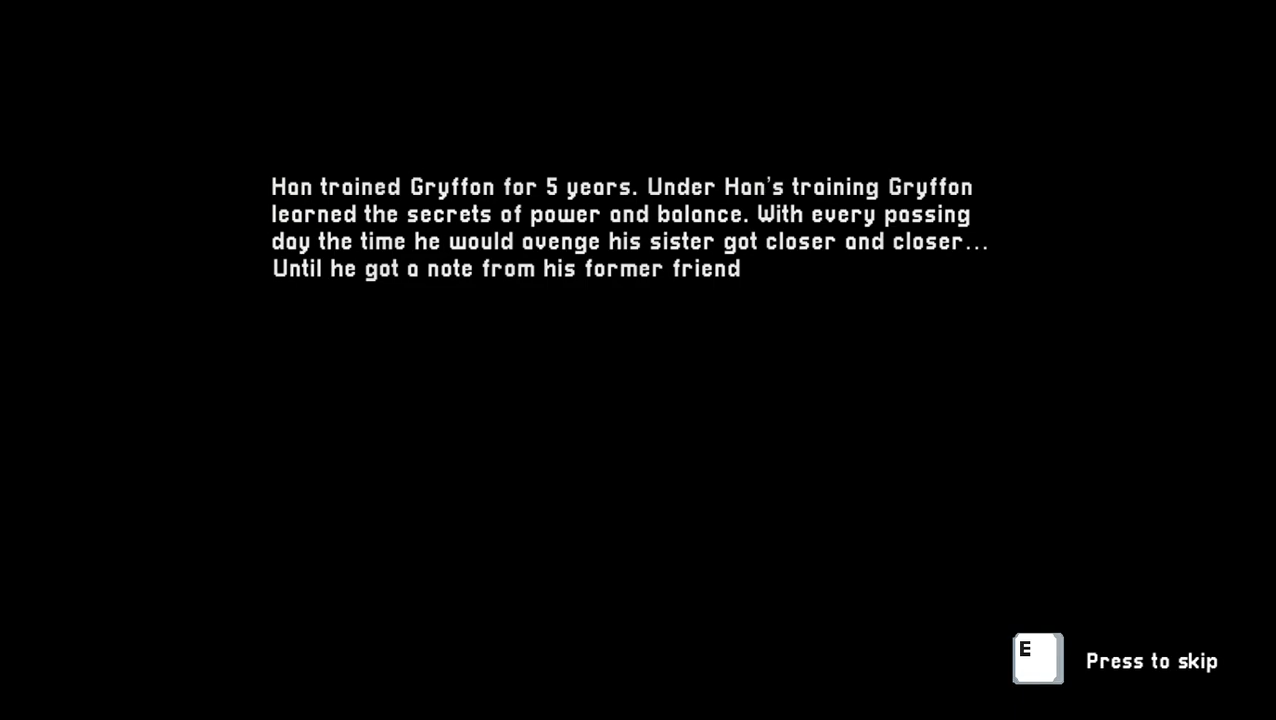 Han trained Gryffon for 5 years. Under Han's training Gryffon
learned the secrets of power and balance. With every passing
day the time he would avenge his sister got closer and closer...
Until he got a note from his former friend
E
Press to skip